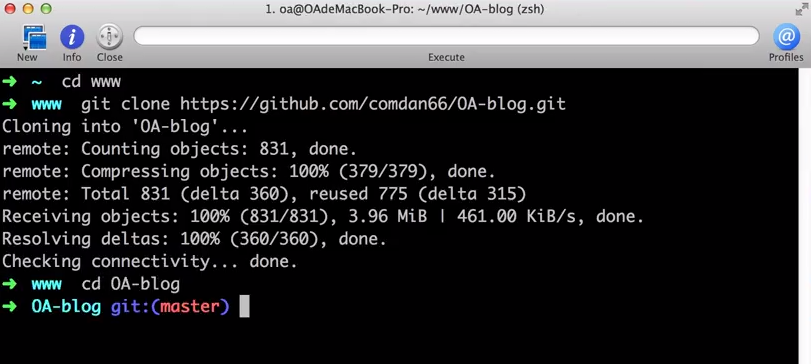 1. oa@OAdeMacBook-Pro: ~/www/OA-blog (zsh)
New Info Close Execute Profiles
➜ ~ cd www
➜ www git clone https://github.com/comdan66/OA-blog.git
Cloning into 'OA-blog'...
remote: Counting objects: 831, done.
remote: Compressing objects: 100% (379/379), done.
remote: Total 831 (delta 360), reused 775 (delta 315)
Receiving objects: 100% (831/831), 3.96 MiB | 461.00 KiB/s, done.
Resolving deltas: 100% (360/360), done.
Checking connectivity... done.
➜ www cd OA-blog
➜ OA-blog git:(master)